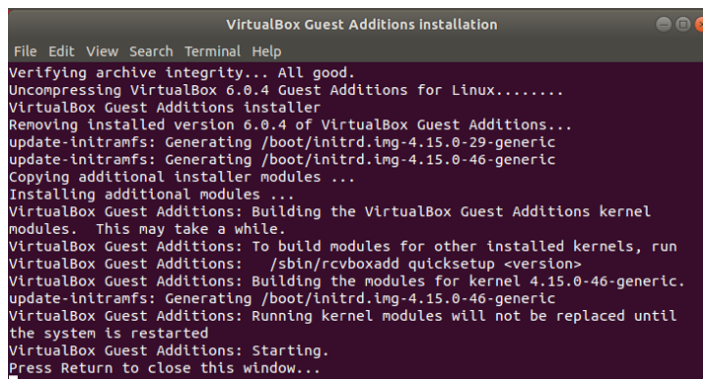 VirtualBox Guest Additions installation
File Edit View Search Terminal Help
Verifying archive integrity... All good.
Uncompressing VirtualBox 6.0.4 Guest Additions for Linux........
VirtualBox Guest Additions installer
Removing installed version 6.0.4 of VirtualBox Guest Additions...
update-initramfs: Generating /boot/initrd.img-4.15.0-29-generic
update-initramfs: Generating /boot/initrd.img-4.15.0-46-generic
Copying additional installer modules ...
Installing additional modules ...
VirtualBox Guest Additions: Building the VirtualBox Guest Additions kernel
modules.  This may take a while.
VirtualBox Guest Additions: To build modules for other installed kernels, run
VirtualBox Guest Additions:   /sbin/rcvboxadd quicksetup <version>
VirtualBox Guest Additions: Building the modules for kernel 4.15.0-46-generic.
update-initramfs: Generating /boot/initrd.img-4.15.0-46-generic
VirtualBox Guest Additions: Running kernel modules will not be replaced until
the system is restarted
VirtualBox Guest Additions: Starting.
Press Return to close this window...